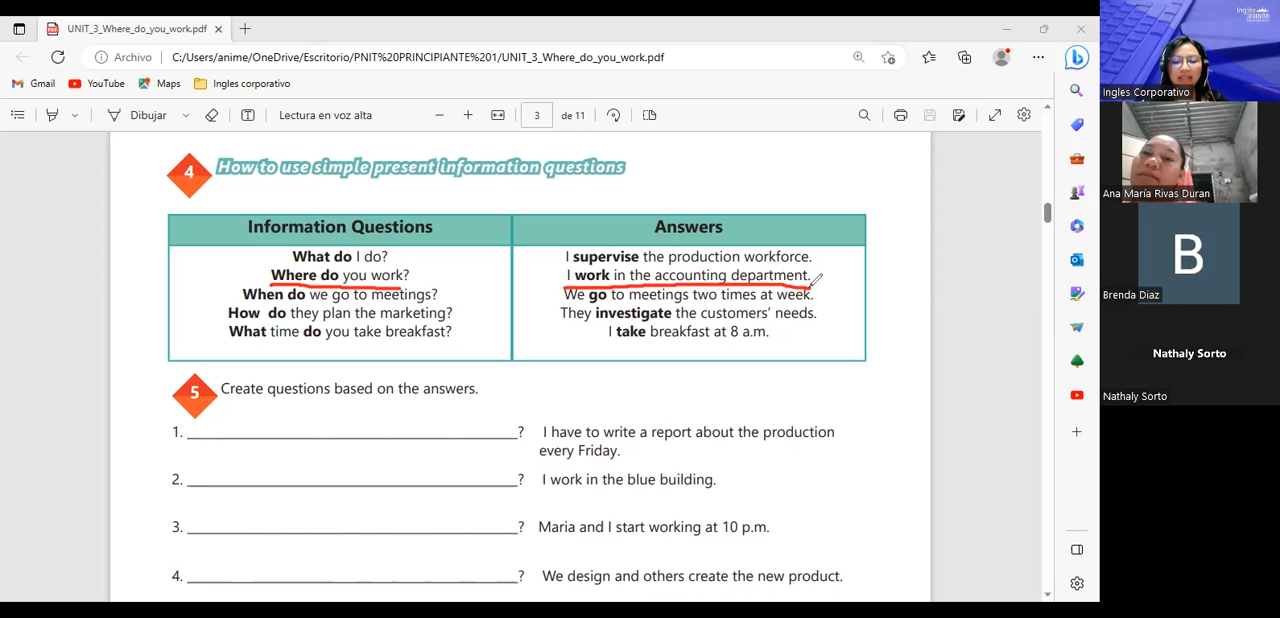 UNIT_3_Where_do_you_work.pdf
Archivo
C:/Users/anime/OneDrive/Escritorio/PNIT%20PRINCIPIANTE%201/UNIT_3_Where_do_you_work.pdf
Gmail
YouTube
Maps
Ingles corporativo
Dibujar
Lectura en voz alta
3
de 11
4
How to use simple present information questions
Information Questions
Answers
What do I do?
I supervise the production workforce.
Where do you work?
I work in the accounting department.
When do we go to meetings?
We go to meetings two times at week.
How do they plan the marketing?
They investigate the customers' needs.
What time do you take breakfast?
I take breakfast at 8 a.m.
5
Create questions based on the answers.
1. ______________________________________? I have to write a report about the production
every Friday.
2. ______________________________________? I work in the blue building.
3. ______________________________________? Maria and I start working at 10 p.m.
4. ______________________________________? We design and others create the new product.
Ingles Corporativo
Ana María Rivas Duran
B
Brenda Diaz
Nathaly Sorto
Nathaly Sorto